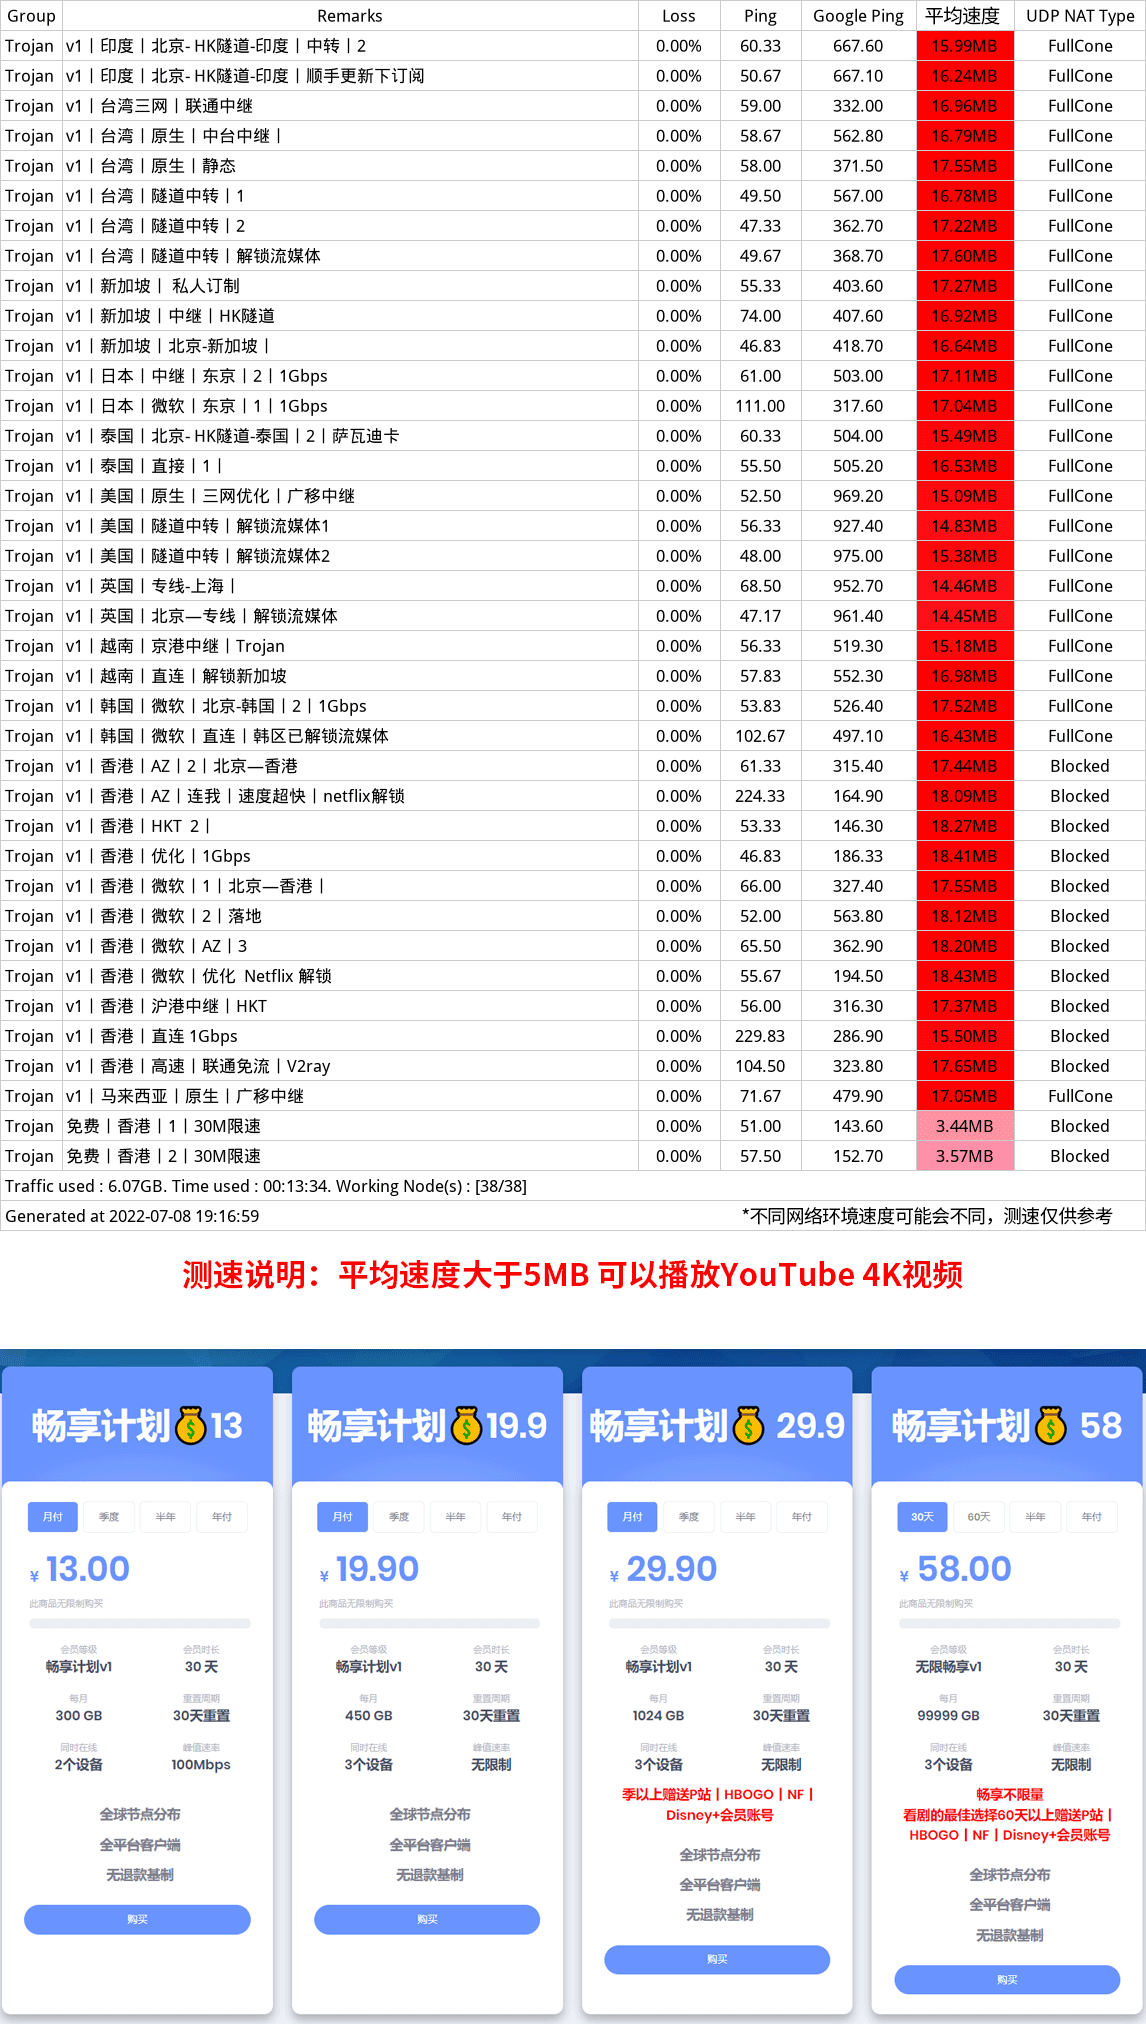 Group Remarks Loss Ping Google Ping 平均速度 UDP NAT Type
Trojan v1丨印度丨北京- HK隧道-印度丨中转丨2 0.00% 60.33 667.60 15.99MB FullCone
Trojan v1丨印度丨北京- HK隧道-印度丨顺手更新下订阅 0.00% 50.67 667.10 16.24MB FullCone
Trojan v1丨台湾三网丨联通中继 0.00% 59.00 332.00 16.96MB FullCone
Trojan v1丨台湾丨原生丨中台中继丨 0.00% 58.67 562.80 16.79MB FullCone
Trojan v1丨台湾丨原生丨静态 0.00% 58.00 371.50 17.55MB FullCone
Trojan v1丨台湾丨隧道中转丨1 0.00% 49.50 567.00 16.78MB FullCone
Trojan v1丨台湾丨隧道中转丨2 0.00% 47.33 362.70 17.22MB FullCone
Trojan v1丨台湾丨隧道中转丨解锁流媒体 0.00% 49.67 368.70 17.60MB FullCone
Trojan v1丨新加坡丨 私人订制 0.00% 55.33 403.60 17.27MB FullCone
Trojan v1丨新加坡丨中继丨HK隧道 0.00% 74.00 407.60 16.92MB FullCone
Trojan v1丨新加坡丨北京-新加坡丨 0.00% 46.83 418.70 16.64MB FullCone
Trojan v1丨日本丨中继丨东京丨2丨1Gbps 0.00% 61.00 503.00 17.11MB FullCone
Trojan v1丨日本丨微软丨东京丨1丨1Gbps 0.00% 111.00 317.60 17.04MB FullCone
Trojan v1丨泰国丨北京- HK隧道-泰国丨2丨萨瓦迪卡 0.00% 60.33 504.00 15.49MB FullCone
Trojan v1丨泰国丨直接丨1丨 0.00% 55.50 505.20 16.53MB FullCone
Trojan v1丨美国丨原生丨三网优化丨广移中继 0.00% 52.50 969.20 15.09MB FullCone
Trojan v1丨美国丨隧道中转丨解锁流媒体1 0.00% 56.33 927.40 14.83MB FullCone
Trojan v1丨美国丨隧道中转丨解锁流媒体2 0.00% 48.00 975.00 15.38MB FullCone
Trojan v1丨英国丨专线-上海丨 0.00% 68.50 952.70 14.46MB FullCone
Trojan v1丨英国丨北京—专线丨解锁流媒体 0.00% 47.17 961.40 14.45MB FullCone
Trojan v1丨越南丨京港中继丨Trojan 0.00% 56.33 519.30 15.18MB FullCone
Trojan v1丨越南丨直连丨解锁新加坡 0.00% 57.83 552.30 16.98MB FullCone
Trojan v1丨韩国丨微软丨北京-韩国丨2丨1Gbps 0.00% 53.83 526.40 17.52MB FullCone
Trojan v1丨韩国丨微软丨直连丨韩区已解锁流媒体 0.00% 102.67 497.10 16.43MB FullCone
Trojan v1丨香港丨AZ丨2丨北京—香港 0.00% 61.33 315.40 17.44MB Blocked
Trojan v1丨香港丨AZ丨连我丨速度超快丨netflix解锁 0.00% 224.33 164.90 18.09MB Blocked
Trojan v1丨香港丨HKT 2丨 0.00% 53.33 146.30 18.27MB Blocked
Trojan v1丨香港丨优化丨1Gbps 0.00% 46.83 186.33 18.41MB Blocked
Trojan v1丨香港丨微软丨1丨北京—香港丨 0.00% 66.00 327.40 17.55MB Blocked
Trojan v1丨香港丨微软丨2丨落地 0.00% 52.00 563.80 18.12MB Blocked
Trojan v1丨香港丨微软丨AZ丨3 0.00% 65.50 362.90 18.20MB Blocked
Trojan v1丨香港丨微软丨优化 Netflix 解锁 0.00% 55.67 194.50 18.43MB Blocked
Trojan v1丨香港丨沪港中继丨HKT 0.00% 56.00 316.30 17.37MB Blocked
Trojan v1丨香港丨直连 1Gbps 0.00% 229.83 286.90 15.50MB Blocked
Trojan v1丨香港丨高速丨联通免流丨V2ray 0.00% 104.50 323.80 17.65MB Blocked
Trojan v1丨马来西亚丨原生丨广移中继 0.00% 71.67 479.90 17.05MB FullCone
Trojan 免费丨香港丨1丨30M限速 0.00% 51.00 143.60 3.44MB Blocked
Trojan 免费丨香港丨2丨30M限速 0.00% 57.50 152.70 3.57MB Blocked
Traffic used : 6.07GB. Time used : 00:13:34. Working Node(s) : [38/38]
Generated at 2022-07-08 19:16:59 *不同网络环境速度可能会不同，测速仅供参考
测速说明：平均速度大于5MB 可以播放YouTube 4K视频
畅享计划💰13
月付 季度 半年 年付
¥ 13.00
此商品无限制购买
会员等级 会员时长
畅享计划v1 30 天
每月 重置周期
300 GB 30天重置
同时在线 峰值速率
2个设备 100Mbps
全球节点分布
全平台客户端
无退款基制
购买
畅享计划💰19.9
月付 季度 半年 年付
¥ 19.90
此商品无限制购买
会员等级 会员时长
畅享计划v1 30 天
每月 重置周期
450 GB 30天重置
同时在线 峰值速率
3个设备 无限制
全球节点分布
全平台客户端
无退款基制
购买
畅享计划💰 29.9
月付 季度 半年 年付
¥ 29.90
此商品无限制购买
会员等级 会员时长
畅享计划v1 30 天
每月 重置周期
1024 GB 30天重置
同时在线 峰值速率
3个设备 无限制
季以上赠送P站丨HBOGO丨NF丨
Disney+会员账号
全球节点分布
全平台客户端
无退款基制
购买
畅享计划💰 58
30天 60天 半年 年付
¥ 58.00
此商品无限制购买
会员等级 会员时长
无限畅享v1 30 天
每月 重置周期
99999 GB 30天重置
同时在线 峰值速率
3个设备 无限制
畅享不限量
看剧的最佳选择60天以上赠送P站丨
HBOGO丨NF丨Disney+会员账号
全球节点分布
全平台客户端
无退款基制
购买